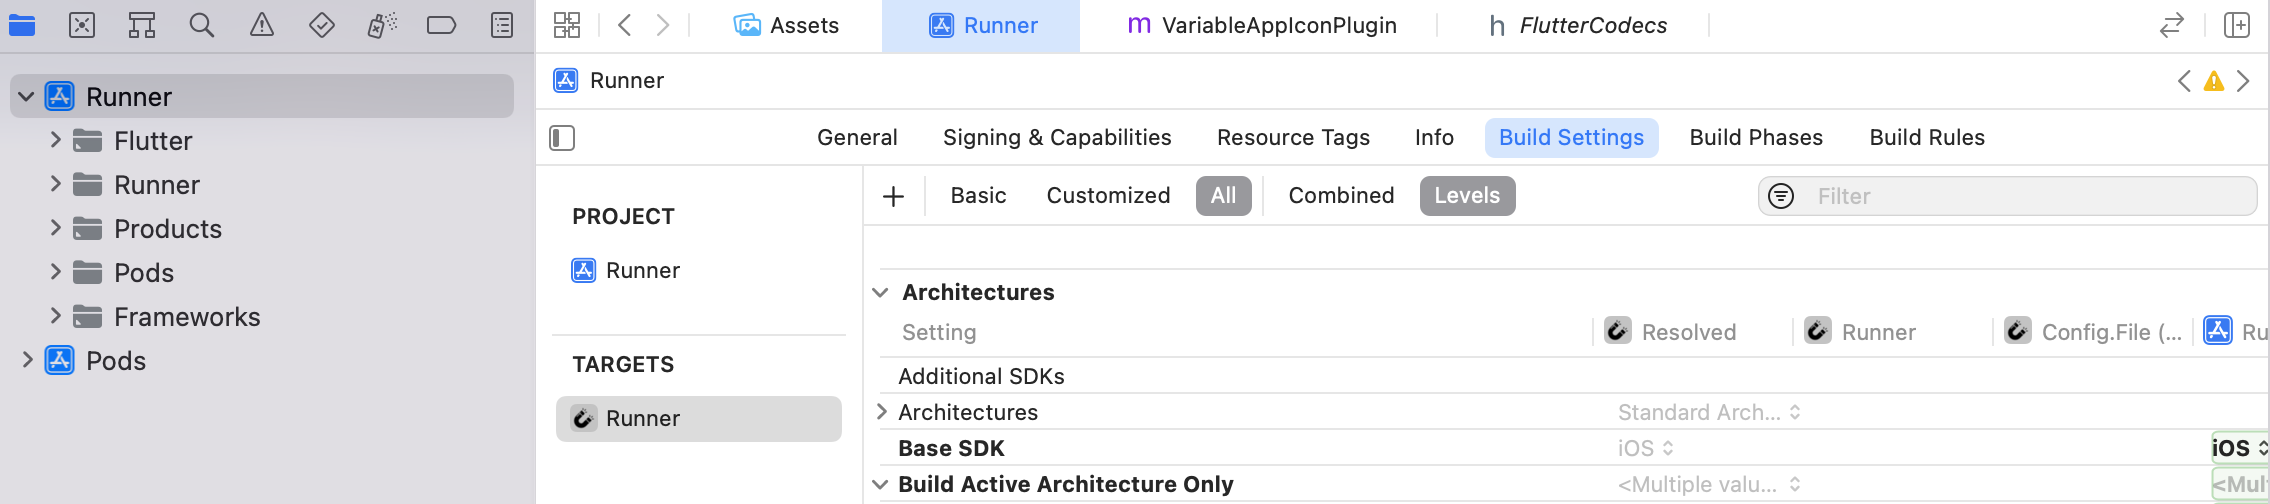 Assets
Runner
m VariableAppIconPlugin
h FlutterCodecs
Runner
Flutter
Runner
Products
Pods
Frameworks
Pods
Runner
General
Signing & Capabilities
Resource Tags
Info
Build Settings
Build Phases
Build Rules
PROJECT
Runner
TARGETS
Runner
Basic
Customized
All
Combined
Levels
Filter
Architectures
Setting
Resolved
Runner
Config.File (...
Ru
Additional SDKs
Architectures
Standard Arch...
Base SDK
iOS
iOS
Build Active Architecture Only
<Multiple valu...
<Mul